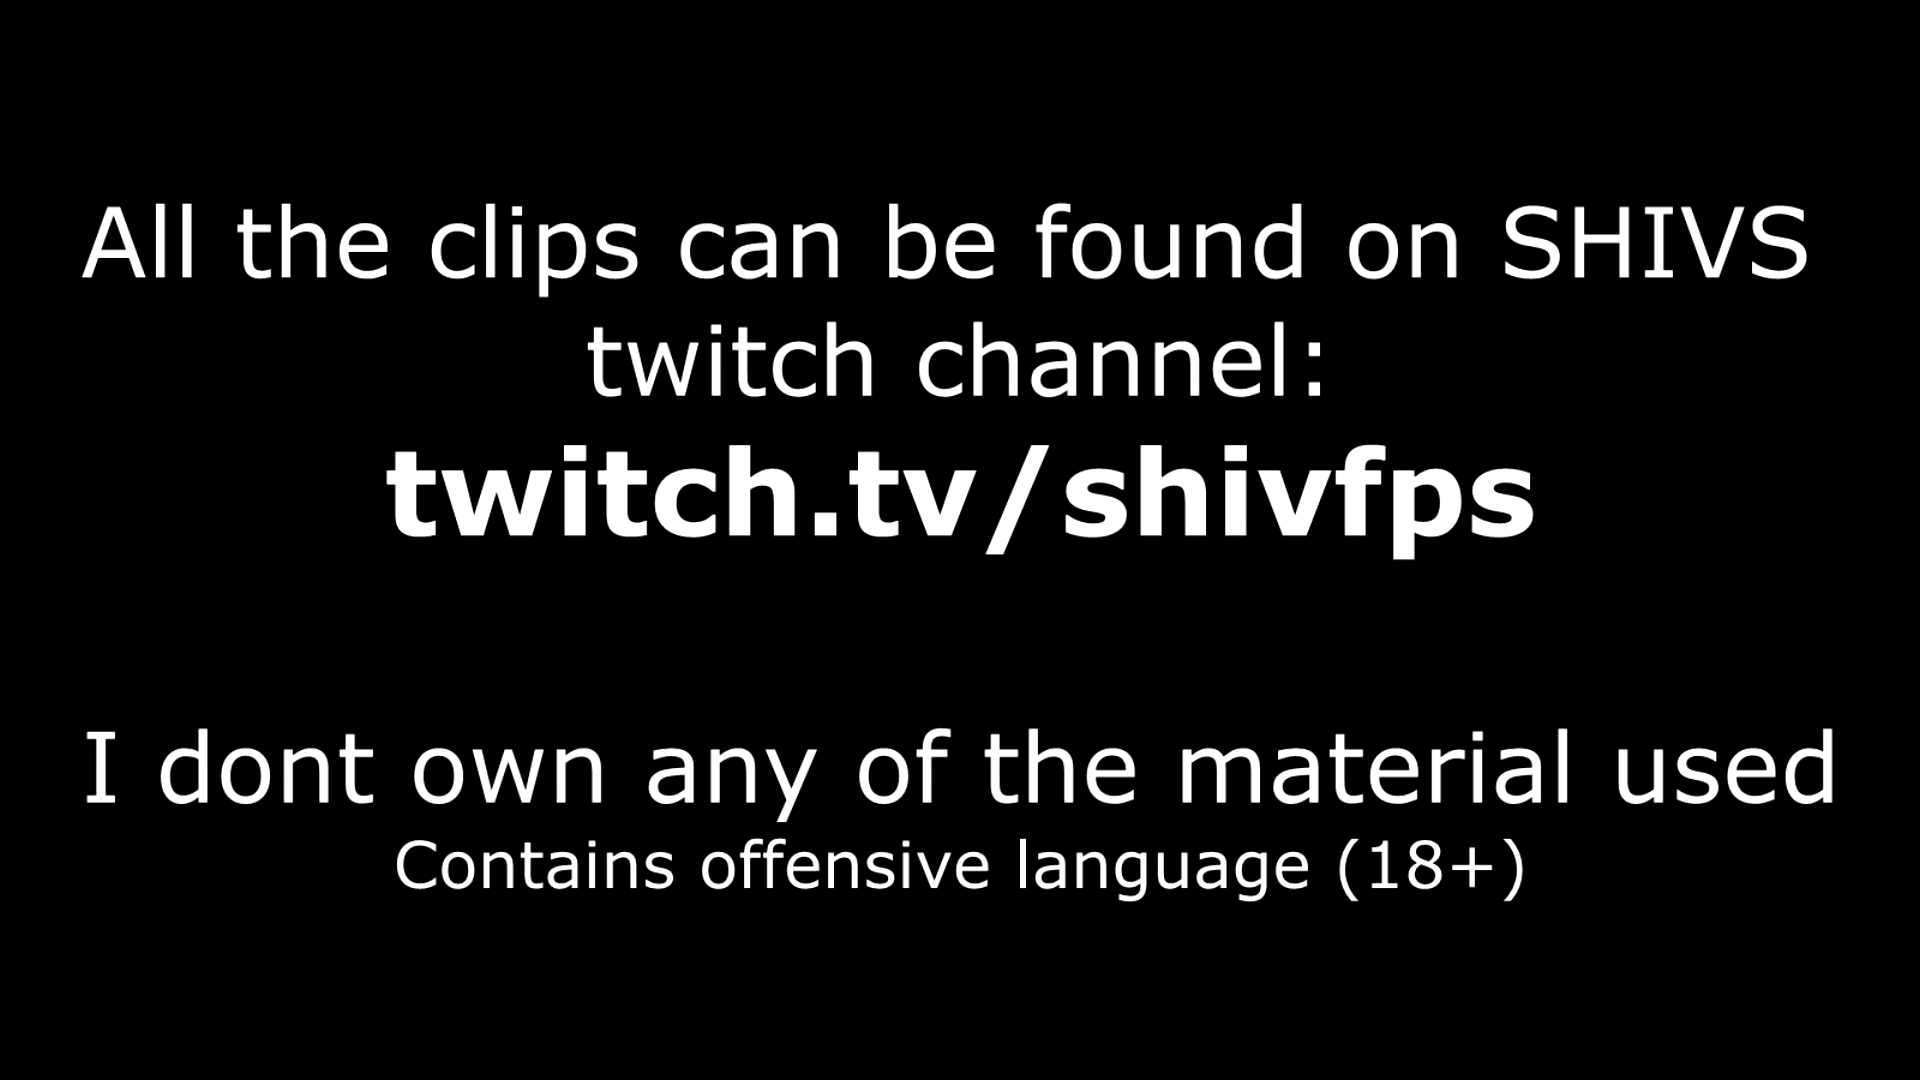 All the clips can be found on SHIVS
twitch channel:
twitch.tv/shivfps
I dont own any of the material used
Contains offensive language (18+)